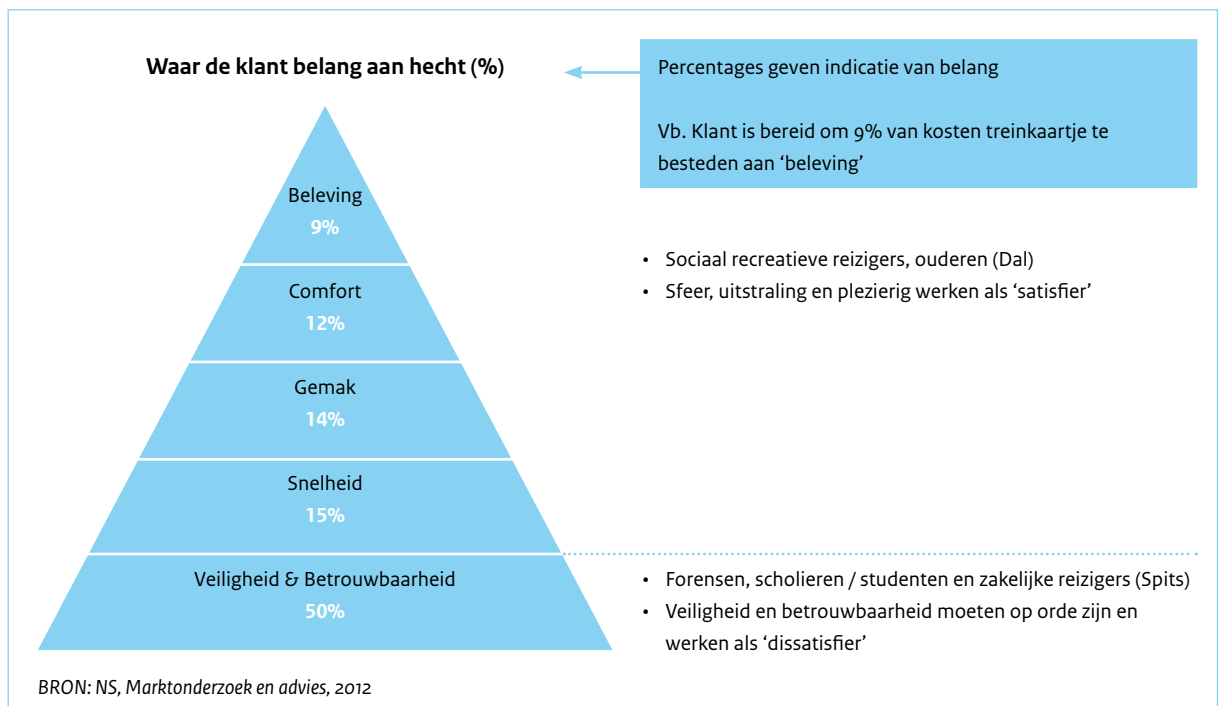 Waar de klant belang aan hecht (%)
Beleving
9%
Comfort
12%
Gemak
14%
Snelheid
15%
Veiligheid & Betrouwbaarheid
50%
Percentages geven indicatie van belang
Vb. Klant is bereid om 9% van kosten treinkaartje te
besteden aan ‘beleving’
• Sociaal recreatieve reizigers, ouderen (Dal)
• Sfeer, uitstraling en plezierig werken als ‘satisfier’
• Forensen, scholieren / studenten en zakelijke reizigers (Spits)
• Veiligheid en betrouwbaarheid moeten op orde zijn en
werken als ‘dissatisfier’
BRON: NS, Marktonderzoek en advies, 2012